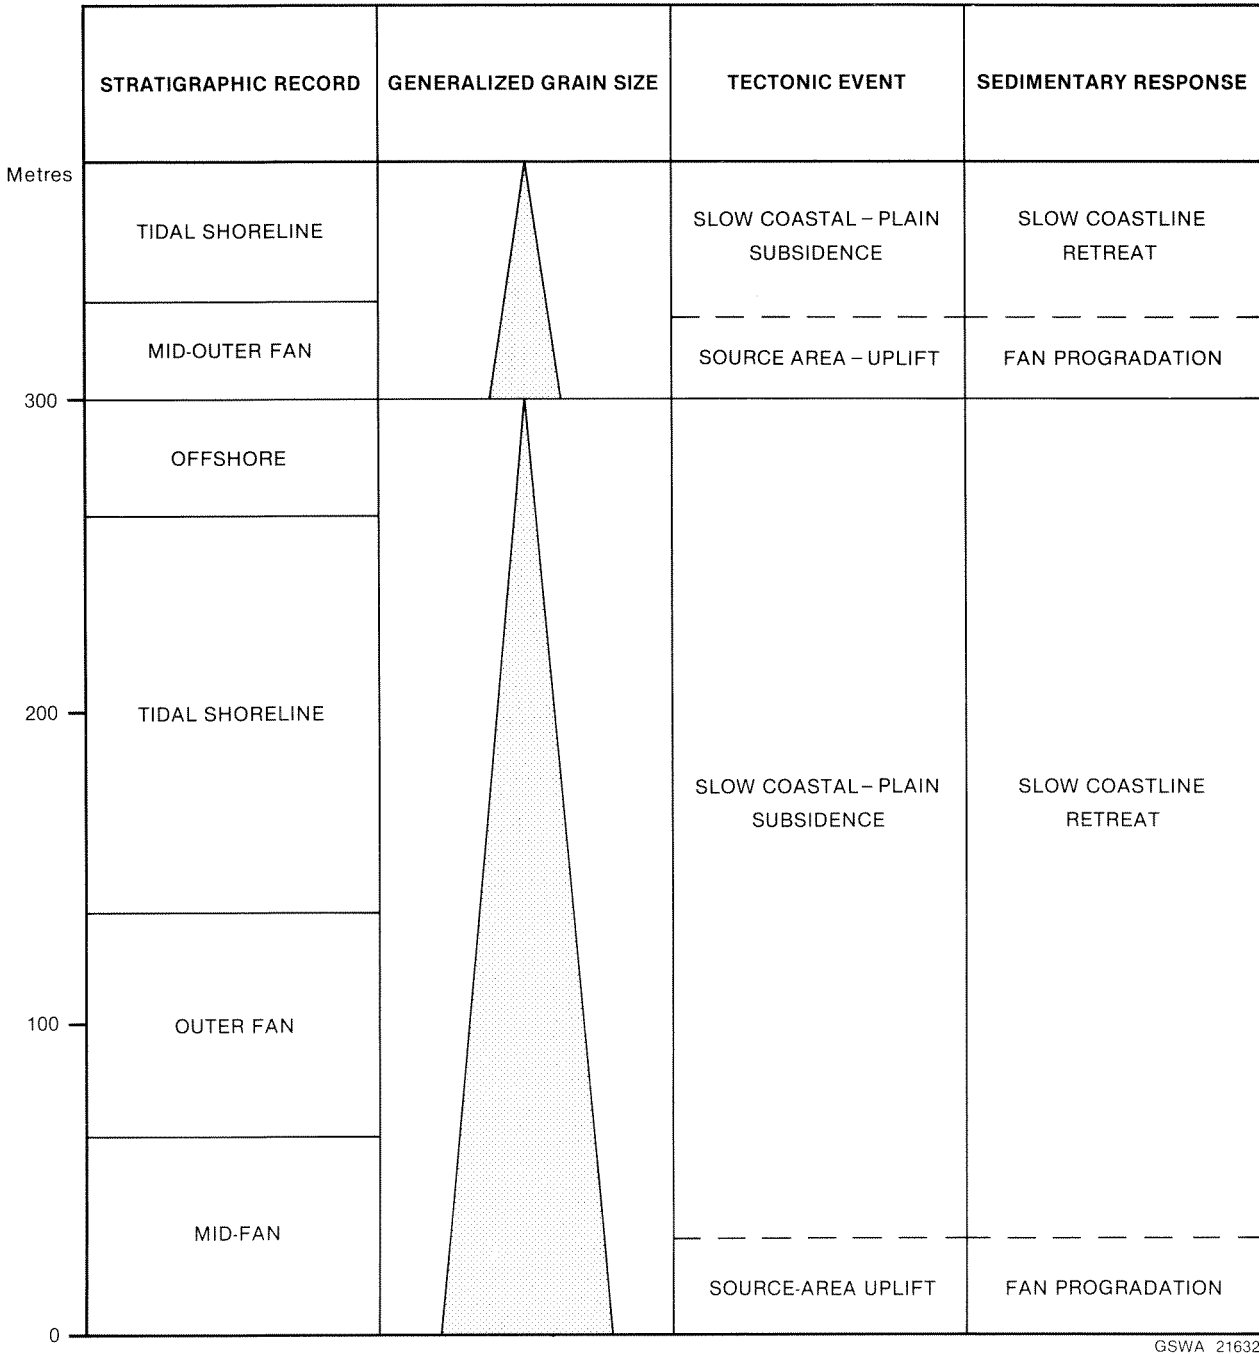 STRATIGRAPHIC RECORD
GENERALIZED GRAIN SIZE
TECTONIC EVENT
SEDIMENTARY RESPONSE
Metres
TIDAL SHORELINE
SLOW COASTAL – PLAIN
SUBSIDENCE
SLOW COASTLINE
RETREAT
MID-OUTER FAN
SOURCE AREA – UPLIFT
FAN PROGRADATION
300
OFFSHORE
200
TIDAL SHORELINE
SLOW COASTAL – PLAIN
SUBSIDENCE
SLOW COASTLINE
RETREAT
100
OUTER FAN
MID-FAN
SOURCE-AREA UPLIFT
FAN PROGRADATION
0
GSWA 21632